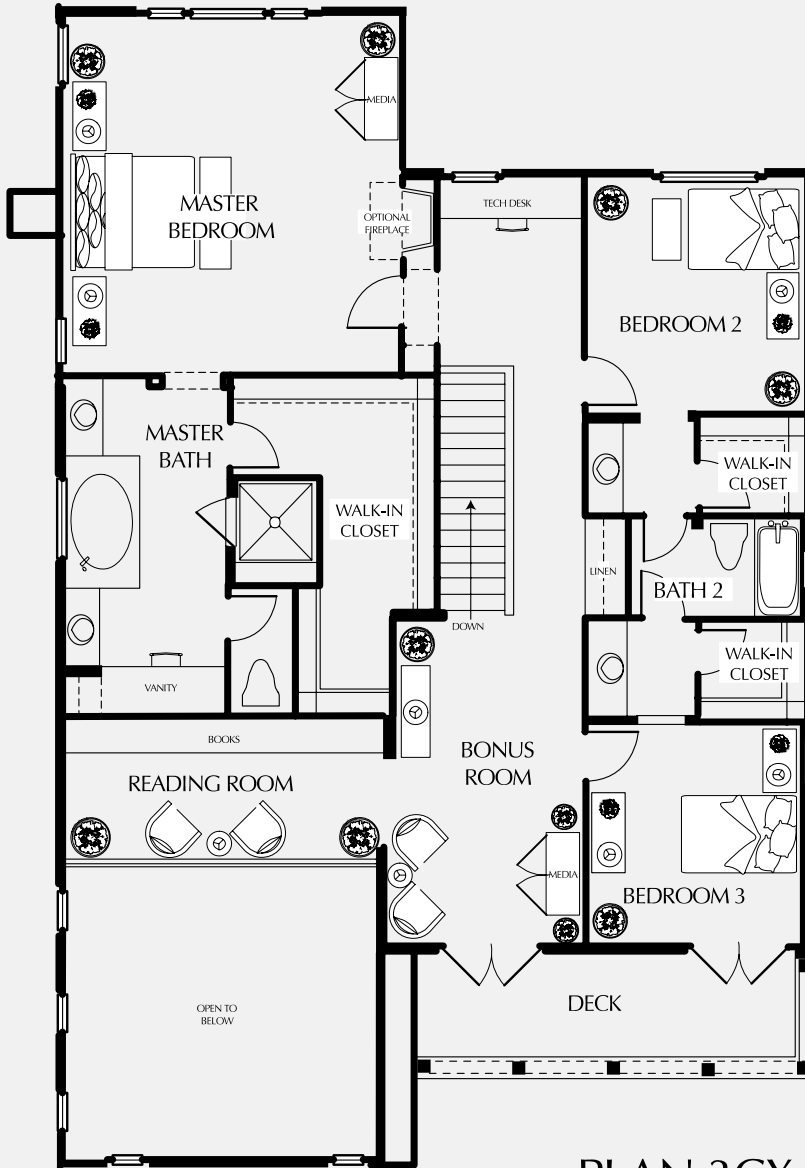 MEDIA
MASTER
BEDROOM
OPTIONAL
FIREPLACE
TECH DESK
BEDROOM 2
MASTER
BATH
WALK-IN
CLOSET
WALK-IN
CLOSET
LINEN
BATH 2
DOWN
WALK-IN
CLOSET
VANITY
BOOKS
READING ROOM
BONUS
ROOM
MEDIA
BEDROOM 3
OPEN TO
BELOW
DECK